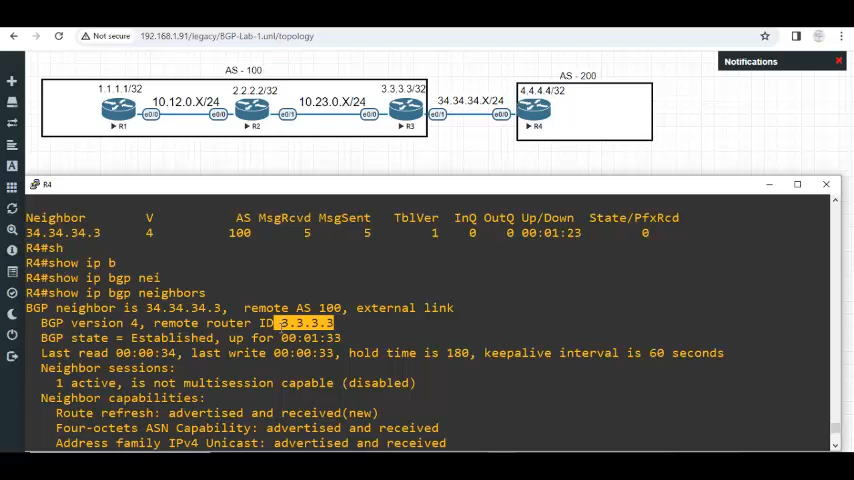 Not secure 192.168.1.91/legacy/BGP-Lab-1.unl/topology
Notifications
AS - 100
AS - 200
1.1.1.1/32
2.2.2.2/32
3.3.3.3/32
4.4.4.4/32
10.12.0.X/24
10.23.0.X/24
34.34.34.X/24
e0/0
e0/0
e0/1
e0/0
e0/1
e0/0
R1
R2
R3
R4
R4
Neighbor V AS MsgRcvd MsgSent TblVer InQ OutQ Up/Down State/PfxRcd
34.34.34.3 4 100 5 5 1 0 0 00:01:23 0
R4#sh
R4#show ip b
R4#show ip bgp nei
R4#show ip bgp neighbors
BGP neighbor is 34.34.34.3, remote AS 100, external link
BGP version 4, remote router ID 3.3.3.3
BGP state = Established, up for 00:01:33
Last read 00:00:34, last write 00:00:33, hold time is 180, keepalive interval is 60 seconds
Neighbor sessions:
1 active, is not multisession capable (disabled)
Neighbor capabilities:
Route refresh: advertised and received(new)
Four-octets ASN Capability: advertised and received
Address family IPv4 Unicast: advertised and received